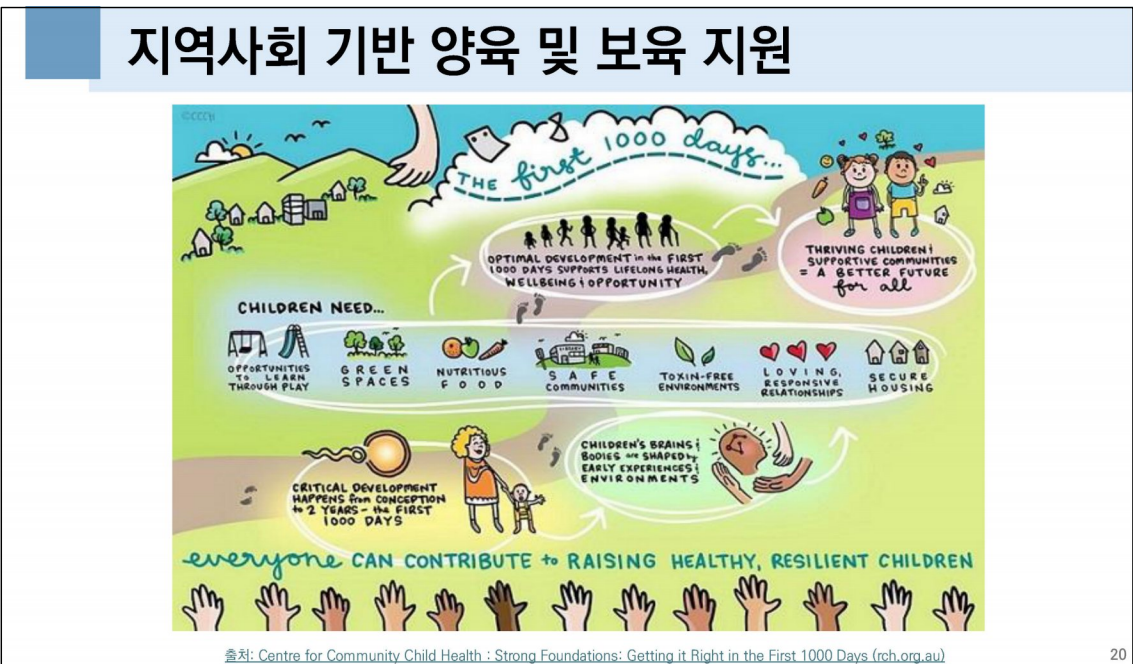 지역사회 기반 양육 및 보육 지원
©CCCH
THE first 1000 days...
OPTIMAL DEVELOPMENT in the FIRST
1000 DAYS SUPPORTS LIFELONG HEALTH,
WELLBEING & OPPORTUNITY
THRIVING CHILDREN &
SUPPORTIVE COMMUNITIES
= A BETTER FUTURE
for all
CHILDREN NEED...
OPPORTUNITIES
TO LEARN
THROUGH PLAY
GREEN
SPACES
NUTRITIOUS
FOOD
SAFE
COMMUNITIES
TOXIN-FREE
ENVIRONMENTS
LOVING,
RESPONSIVE
RELATIONSHIPS
SECURE
HOUSING
CRITICAL DEVELOPMENT
HAPPENS from CONCEPTION
to 2 YEARS - the FIRST
1000 DAYS
CHILDREN'S BRAINS &
BODIES are SHAPED by
EARLY EXPERIENCES &
ENVIRONMENTS
everyone CAN CONTRIBUTE to RAISING HEALTHY, RESILIENT CHILDREN
출처: Centre for Community Child Health : Strong Foundations: Getting it Right in the First 1000 Days (rch.org.au)
20